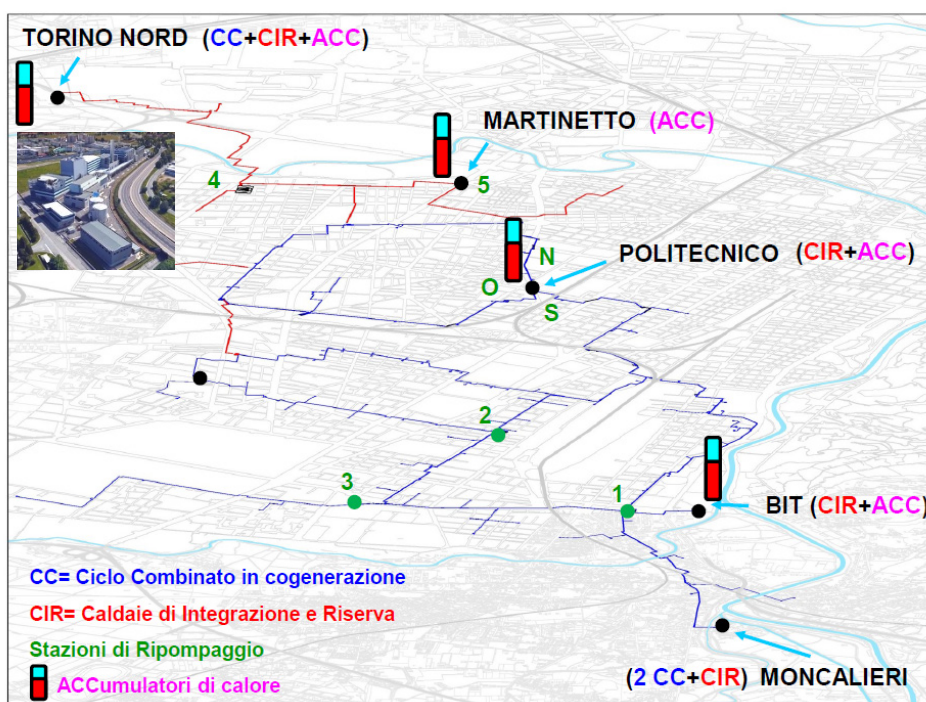 TORINO NORD (CC+CIR+ACC)
MARTINETTO (ACC)
4
5
N
POLITECNICO (CIR+ACC)
O
S
2
3
1
BIT (CIR+ACC)
CC= Ciclo Combinato in cogenerazione
CIR= Caldaie di Integrazione e Riserva
Stazioni di Ripompaggio
ACCumulatori di calore
(2 CC+CIR) MONCALIERI